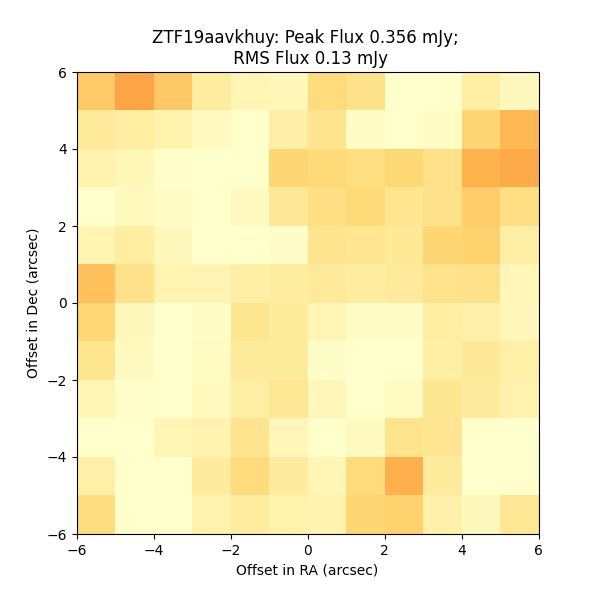 ZTF19aavkhuy: Peak Flux 0.356 mJy;
RMS Flux 0.13 mJy
6
4
2
0
−2
−4
−6
Offset in Dec (arcsec)
−6 −4 −2 0 2 4 6
Offset in RA (arcsec)